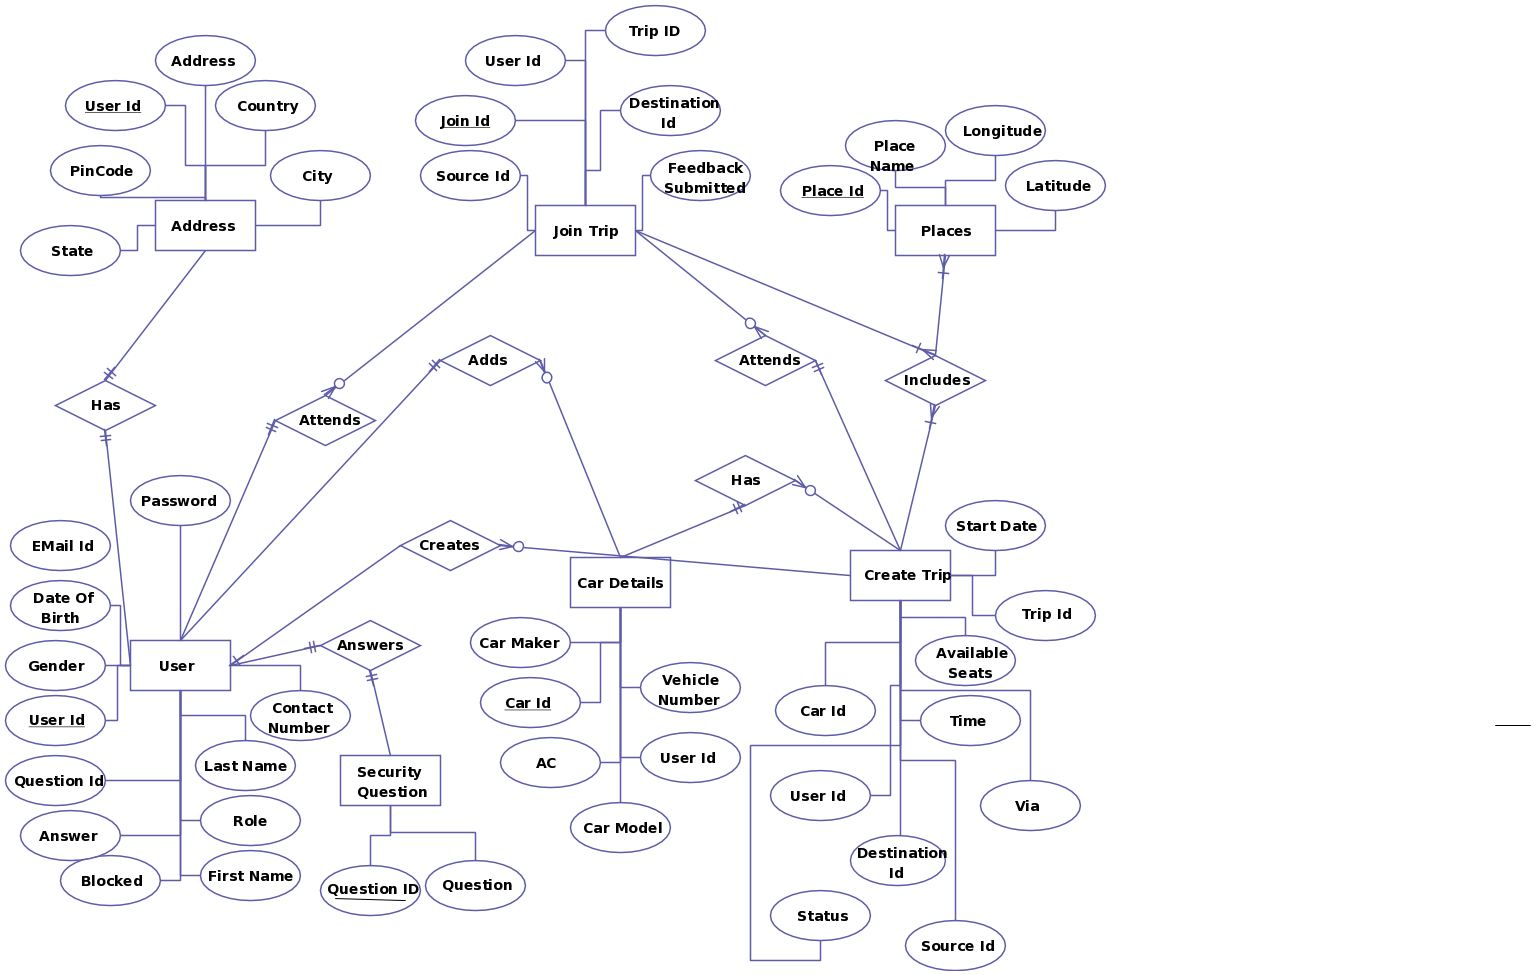 Trip ID
Address
User Id
User Id
Country
Destination
Id
Join Id
Longitude
Place
Name
PinCode
City
Source Id
Feedback
Submitted
Place Id
Latitude
Address
Join Trip
Places
State
Adds
Attends
Includes
Has
Attends
Has
Password
Start Date
EMail Id
Creates
Car Details
Create Trip
Date Of
Birth
Trip Id
User
Gender
Answers
Car Maker
Available
Seats
User Id
Contact
Number
Car Id
Vehicle
Number
Car Id
Time
Last Name
Question Id
Security
Question
AC
User Id
User Id
Via
Role
Answer
Car Model
Blocked
First Name
Question ID
Question
Destination
Id
Status
Source Id